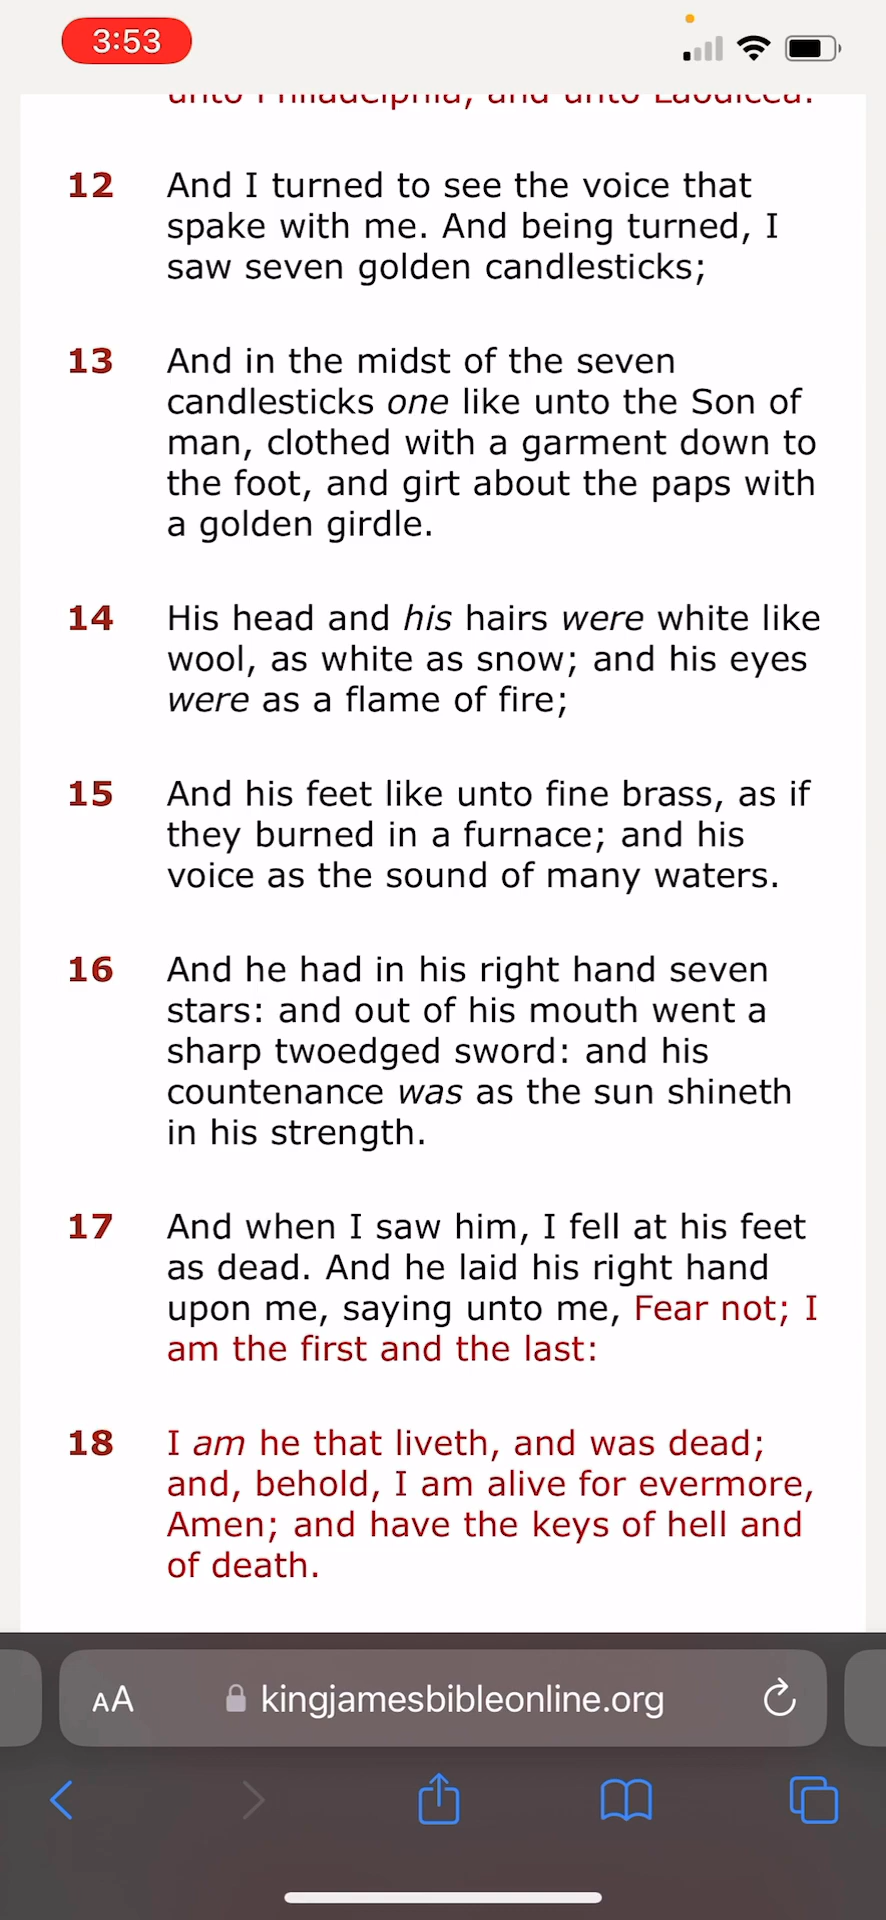 3:53
unto Philadelphia, and unto Laodicea.
12 And I turned to see the voice that
spake with me. And being turned, I
saw seven golden candlesticks;
13 And in the midst of the seven
candlesticks one like unto the Son of
man, clothed with a garment down to
the foot, and girt about the paps with
a golden girdle.
14 His head and his hairs were white like
wool, as white as snow; and his eyes
were as a flame of fire;
15 And his feet like unto fine brass, as if
they burned in a furnace; and his
voice as the sound of many waters.
16 And he had in his right hand seven
stars: and out of his mouth went a
sharp twoedged sword: and his
countenance was as the sun shineth
in his strength.
17 And when I saw him, I fell at his feet
as dead. And he laid his right hand
upon me, saying unto me, Fear not; I
am the first and the last:
18 I am he that liveth, and was dead;
and, behold, I am alive for evermore,
Amen; and have the keys of hell and
of death.
AA kingjamesbibleonline.org